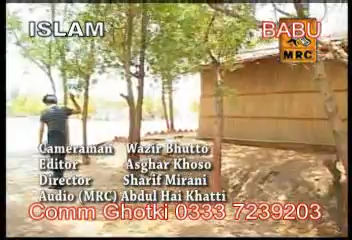 ISLAM BABU
MRC
Cameraman Wazir Bhutto
Editor Asghar Khoso
Director Sharif Mirani
Audio (MRC) Abdul Hai Khatti
Comm Ghotki 0333 7239203